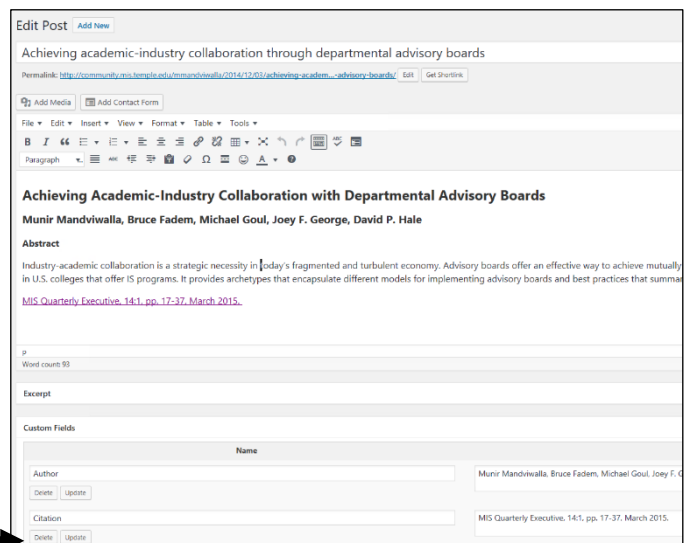 Edit Post Add New
Achieving academic-industry collaboration through departmental advisory boards
Permalink: http://community.mis.temple.edu/mmandviwalla/2014/12/03/achieving-academ...-advisory-boards/ Edit Get Shortlink
Add Media Add Contact Form
File Edit Insert View Format Table Tools
B I
Paragraph ABC Ω A
Achieving Academic-Industry Collaboration with Departmental Advisory Boards
Munir Mandviwalla, Bruce Fadem, Michael Goul, Joey F. George, David P. Hale
Abstract
Industry-academic collaboration is a strategic necessity in today's fragmented and turbulent economy. Advisory boards offer an effective way to achieve mutually
in U.S. colleges that offer IS programs. It provides archetypes that encapsulate different models for implementing advisory boards and best practices that summar
MIS Quarterly Executive, 14:1, pp. 17-37, March 2015.
p
Word count: 93
Excerpt
Custom Fields
Name
Author Munir Mandviwalla, Bruce Fadem, Michael Goul, Joey F. G
Delete Update
Citation MIS Quarterly Executive, 14:1, pp. 17-37, March 2015.
Delete Update